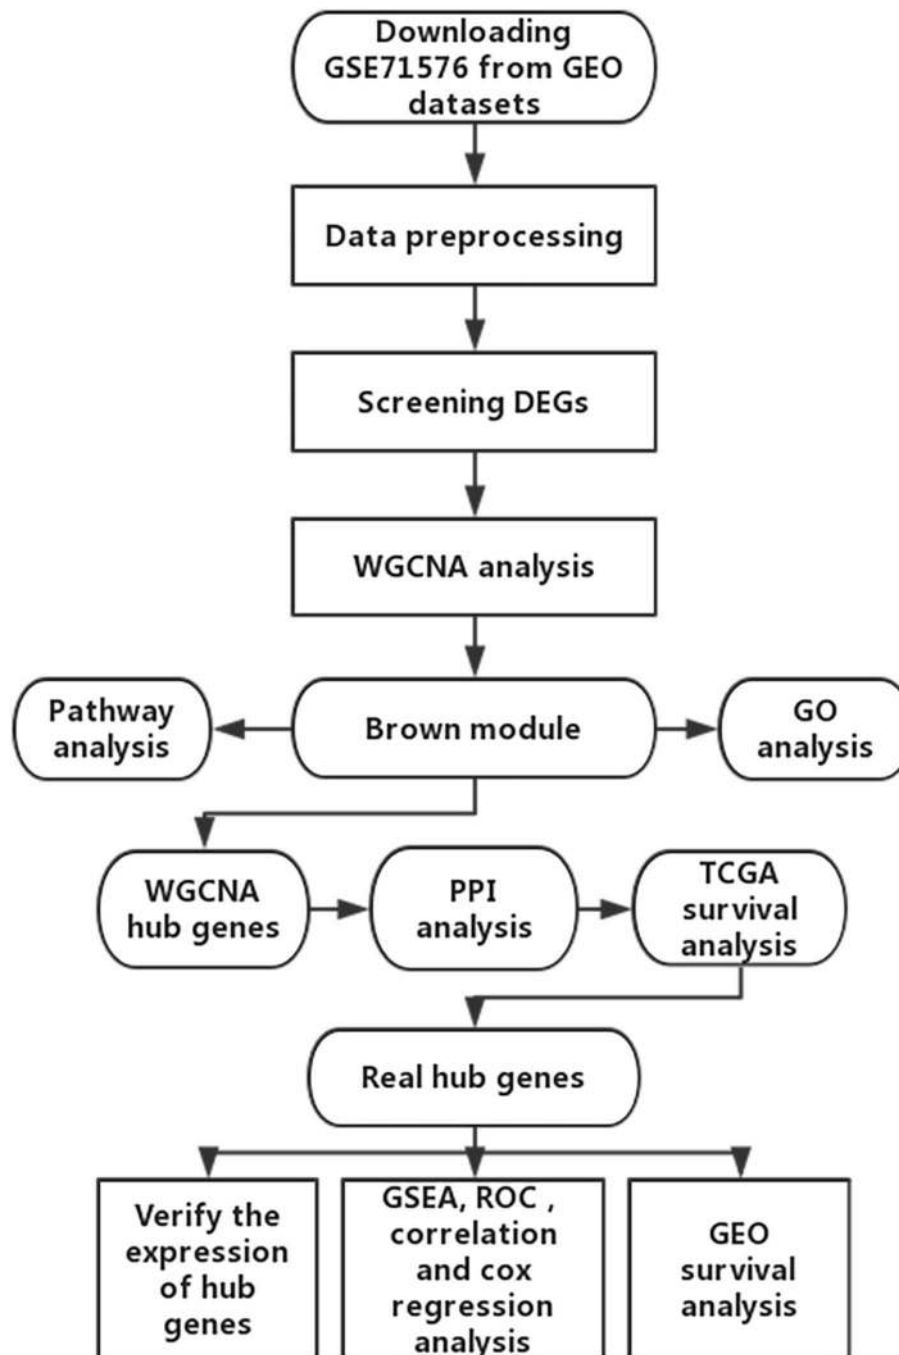 Downloading
GSE71576 from GEO
datasets
Data preprocessing
Screening DEGs
WGCNA analysis
Pathway
analysis
Brown module
GO
analysis
WGCNA
hub genes
PPI
analysis
TCGA
survival
analysis
Real hub genes
Verify the
expression
of hub
genes
GSEA, ROC ,
correlation
and cox
regression
analysis
GEO
survival
analysis